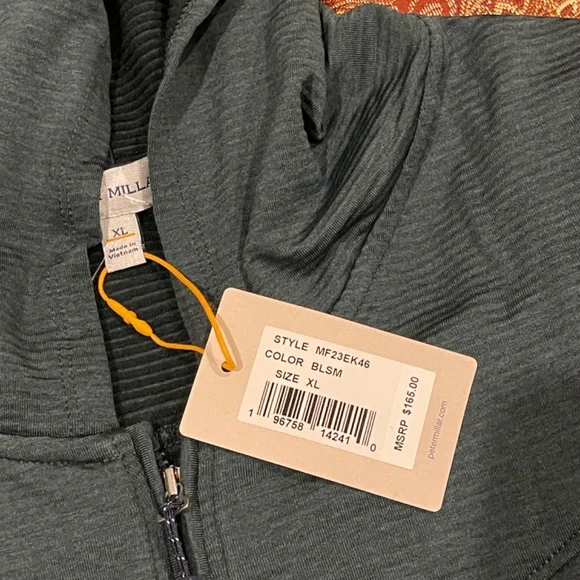 MILLA
XL
Made in
Vietnam
STYLE MF23EK46
COLOR BLSM
SIZE XL
1 96758 14241 0
MSRP $165.00
petermillar.com